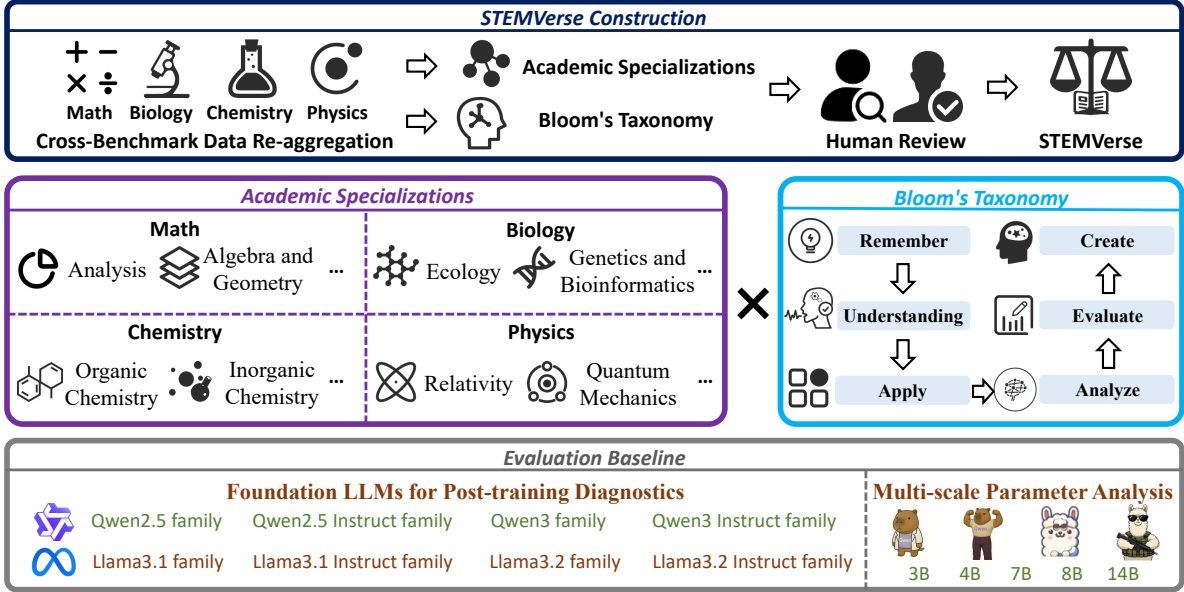 STEMVerse Construction
Math Biology Chemistry Physics
Cross-Benchmark Data Re-aggregation
Academic Specializations
Bloom's Taxonomy
Human Review
STEMVerse
Academic Specializations
Math
Analysis
Algebra and
Geometry
...
Biology
Ecology
Genetics and
Bioinformatics
...
Chemistry
Organic
Chemistry
Inorganic
Chemistry
...
Physics
Relativity
Quantum
Mechanics
...
Bloom's Taxonomy
Remember
Understanding
Apply
Analyze
Evaluate
Create
Evaluation Baseline
Foundation LLMs for Post-training Diagnostics
Qwen2.5 family Qwen2.5 Instruct family Qwen3 family Qwen3 Instruct family
Llama3.1 family Llama3.1 Instruct family Llama3.2 family Llama3.2 Instruct family
Multi-scale Parameter Analysis
3B 4B 7B 8B 14B